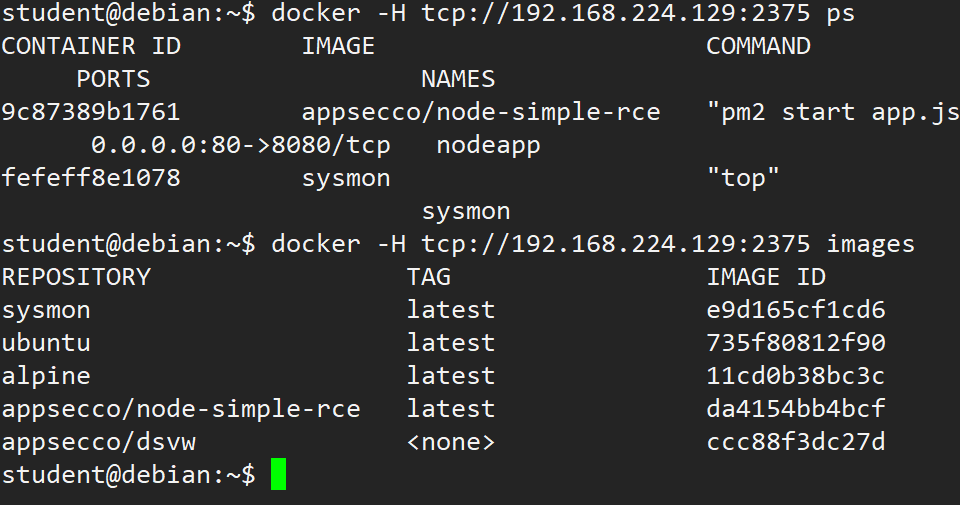 student@debian:~$ docker -H tcp://192.168.224.129:2375 ps
CONTAINER ID        IMAGE                      COMMAND
     PORTS                  NAMES
9c87389b1761        appsecco/node-simple-rce   "pm2 start app.js
      0.0.0.0:80->8080/tcp   nodeapp
fefeff8e1078        sysmon                     "top"
                            sysmon
student@debian:~$ docker -H tcp://192.168.224.129:2375 images
REPOSITORY                 TAG                 IMAGE ID
sysmon                     latest              e9d165cf1cd6
ubuntu                     latest              735f80812f90
alpine                     latest              11cd0b38bc3c
appsecco/node-simple-rce   latest              da4154bb4bcf
appsecco/dsvw              <none>              ccc88f3dc27d
student@debian:~$